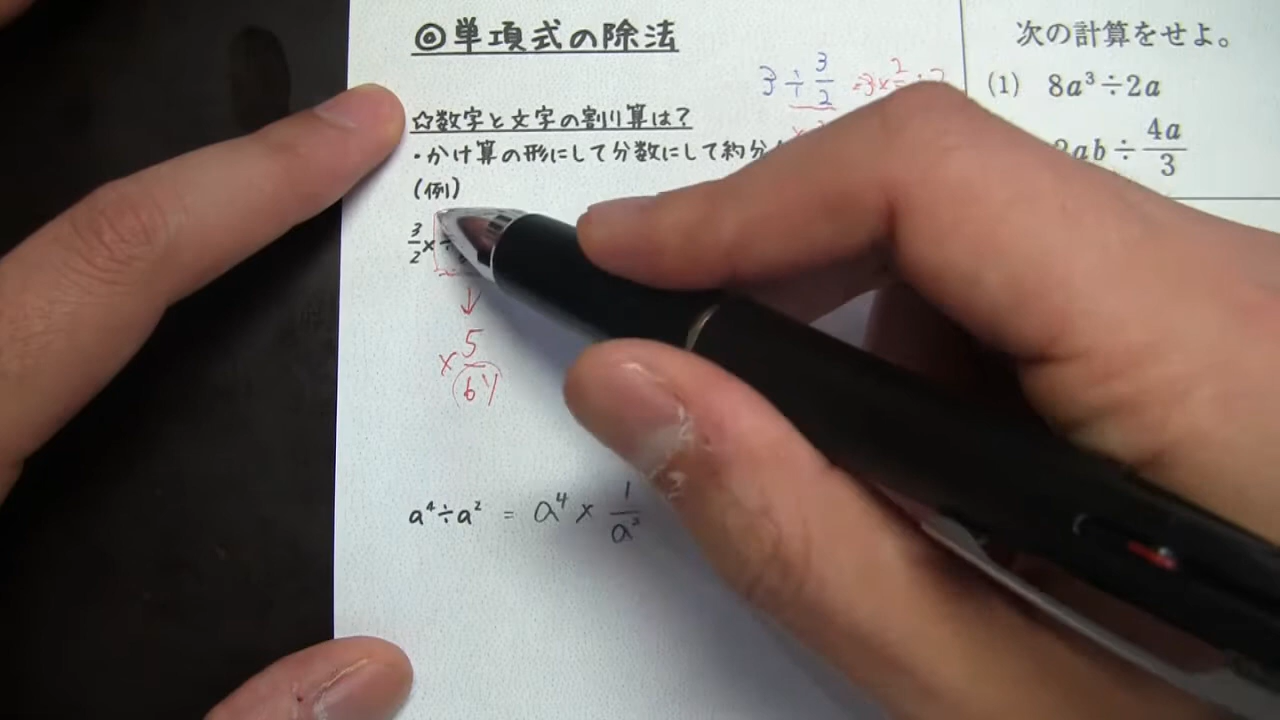 ◎単項式の除法
3÷3/2 =3×2
☆数字と文字の割り算は？
・かけ算の形にして分数にして約分
(例)
3/2x÷
↓
×5/6y
a⁴÷a² = a⁴×1/a²
次の計算をせよ。
(1) 8a³÷2a
ab÷4a/3